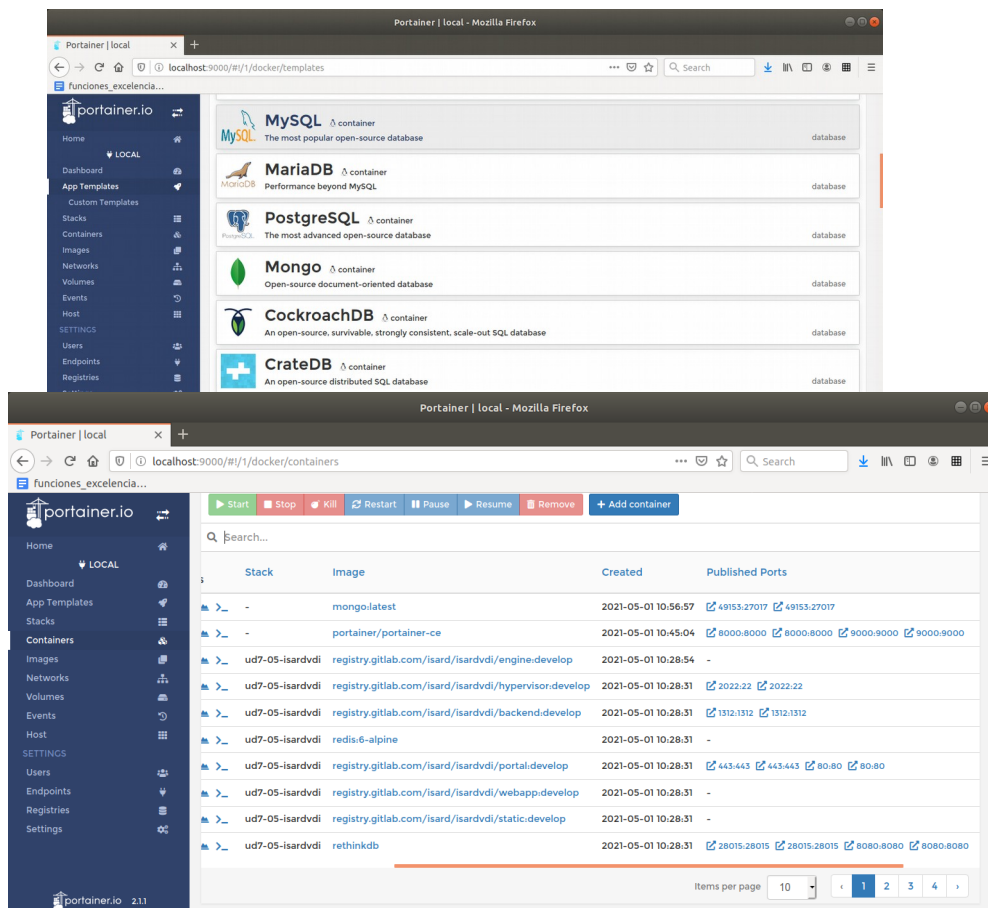 Portainer | local - Mozilla Firefox
Portainer | local
localhost:9000/#!/1/docker/templates
Search
funciones_excelencia...
portainer.io
Home
LOCAL
Dashboard
App Templates
Custom Templates
Stacks
Containers
Images
Networks
Volumes
Events
Host
SETTINGS
Users
Endpoints
Registries
MySQL container
MySQL
The most popular open-source database
database
MariaDB container
MariaDB
Performance beyond MySQL
database
PostgreSQL container
PostgreSQL
The most advanced open-source database
database
Mongo container
Open-source document-oriented database
database
CockroachDB container
An open-source, survivable, strongly consistent, scale-out SQL database
database
CrateDB container
An open-source distributed SQL database
database
Portainer | local - Mozilla Firefox
Portainer | local
localhost:9000/#!/1/docker/containers
Search
funciones_excelencia...
portainer.io
Home
LOCAL
Dashboard
App Templates
Stacks
Containers
Images
Networks
Volumes
Events
Host
SETTINGS
Users
Endpoints
Registries
Settings
portainer.io 2.1.1
Start Stop Kill Restart Pause Resume Remove + Add container
Search...
s Stack Image Created Published Ports
- mongo:latest 2021-05-01 10:56:57 49153:27017 49153:27017
- portainer/portainer-ce 2021-05-01 10:45:04 8000:8000 8000:8000 9000:9000 9000:9000
ud7-05-isardvdi registry.gitlab.com/isard/isardvdi/engine:develop 2021-05-01 10:28:54 -
ud7-05-isardvdi registry.gitlab.com/isard/isardvdi/hypervisor:develop 2021-05-01 10:28:31 2022:22 2022:22
ud7-05-isardvdi registry.gitlab.com/isard/isardvdi/backend:develop 2021-05-01 10:28:31 1312:1312 1312:1312
ud7-05-isardvdi redis:6-alpine 2021-05-01 10:28:31 -
ud7-05-isardvdi registry.gitlab.com/isard/isardvdi/portal:develop 2021-05-01 10:28:31 443:443 443:443 80:80 80:80
ud7-05-isardvdi registry.gitlab.com/isard/isardvdi/webapp:develop 2021-05-01 10:28:31 -
ud7-05-isardvdi registry.gitlab.com/isard/isardvdi/static:develop 2021-05-01 10:28:31 -
ud7-05-isardvdi rethinkdb 2021-05-01 10:28:31 28015:28015 28015:28015 8080:8080 8080:8080
Items per page 10 ‹ 1 2 3 4 ›